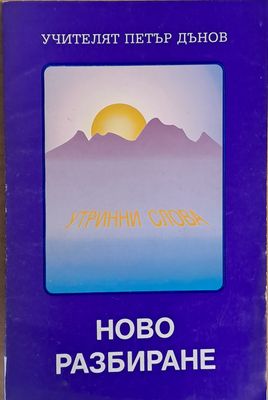 УЧИТЕЛЯТ ПЕТЪР ДЪНОВ
УТРИННИ СЛОВА
НОВО
РАЗБИРАНЕ